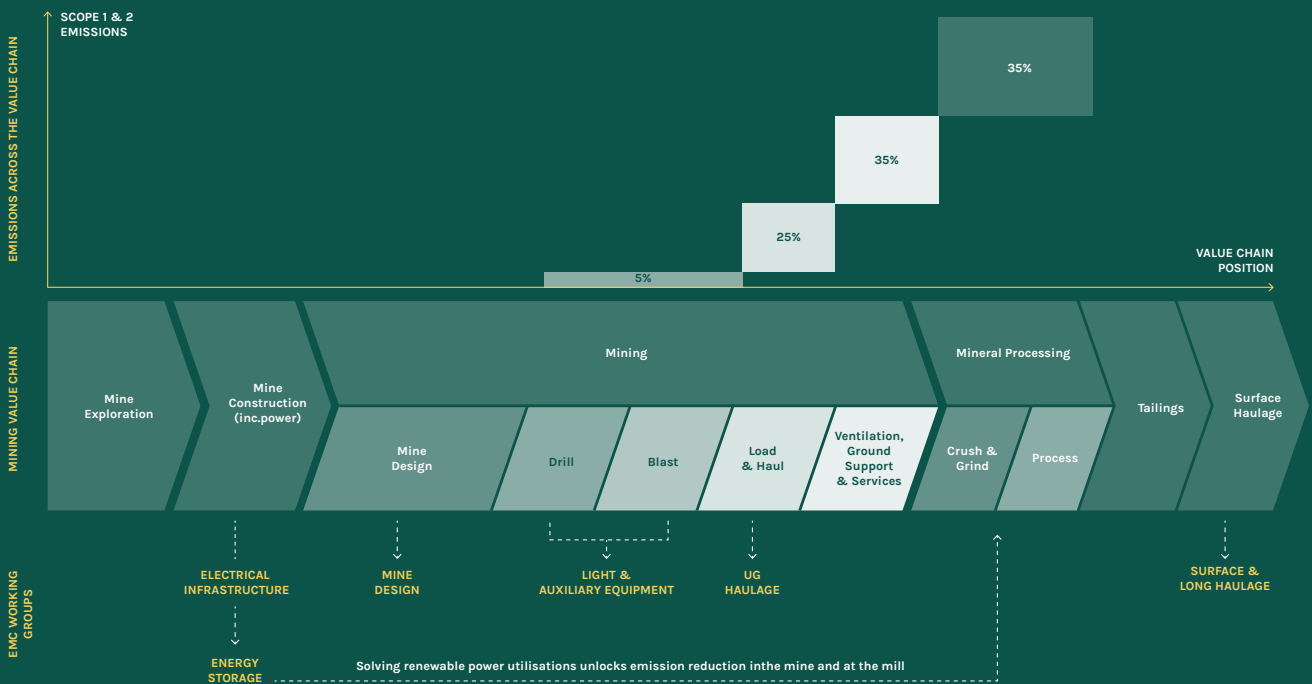 EMISSIONS ACROSS THE VALUE CHAIN
SCOPE 1 & 2
EMISSIONS
35%
35%
25%
5%
VALUE CHAIN
POSITION
MINING VALUE CHAIN
Mine
Exploration
Mine
Construction
(inc.power)
Mining
Mine
Design
Drill
Blast
Load
& Haul
Ventilation,
Ground
Support
& Services
Mineral Processing
Crush &
Grind
Process
Tailings
Surface
Haulage
EMC WORKING
GROUPS
ELECTRICAL
INFRASTRUCTURE
MINE
DESIGN
LIGHT &
AUXILIARY EQUIPMENT
UG
HAULAGE
SURFACE &
LONG HAULAGE
ENERGY
STORAGE
Solving renewable power utilisations unlocks emission reduction inthe mine and at the mill